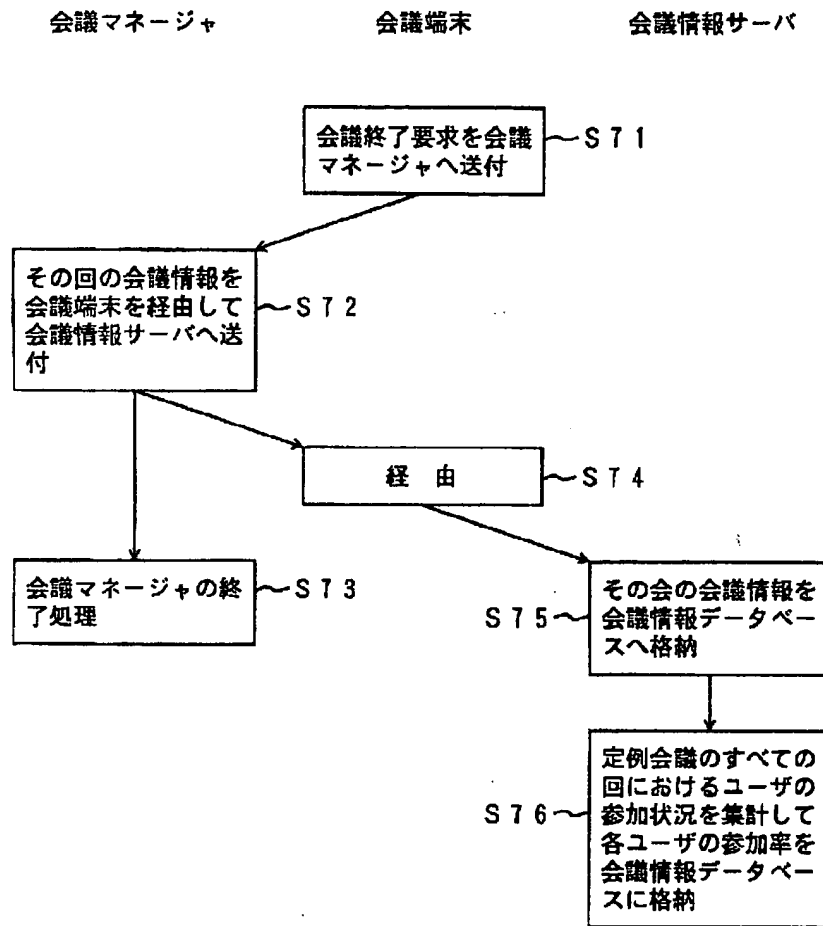 会議マネージャ
会議端末
会議情報サーバ
会議終了要求を会議
マネージャへ送付
S71
その回の会議情報を
会議端末を経由して
会議情報サーバへ送
付
S72
経 由
S74
会議マネージャの終
了処理
S73
その会の会議情報を
会議情報データベー
スへ格納
S75
定例会議のすべての
回におけるユーザの
参加状況を集計して
各ユーザの参加率を
会議情報データベー
スに格納
S76